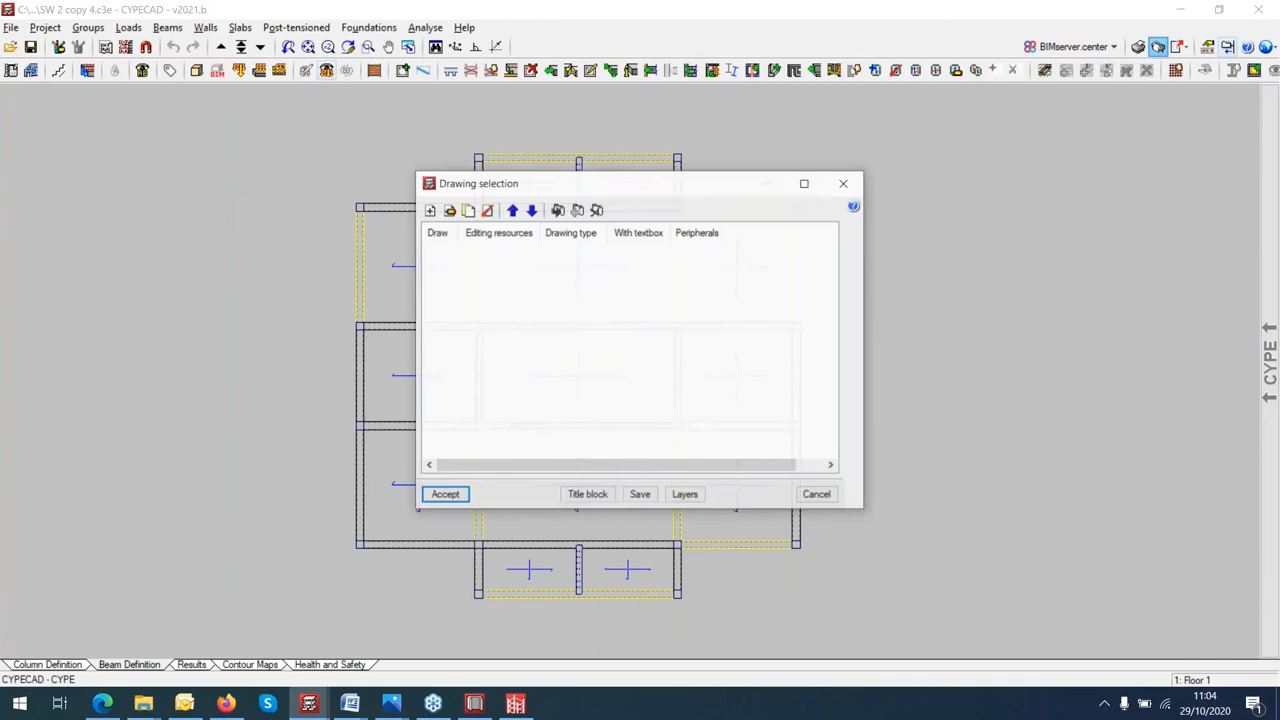 C:\...\SW 2 copy 4.c3e - CYPECAD - v2021.b
File Project Groups Loads Beams Walls Slabs Post-tensioned Foundations Analyse Help
BIMserver.center
BIM
Drawing selection
Draw Editing resources Drawing type With textbox Peripherals
Accept Title block Save Layers Cancel
CYPE
Column Definition Beam Definition Results Contour Maps Health and Safety
CYPECAD - CYPE 1: Floor 1
11:04
29/10/2020
1